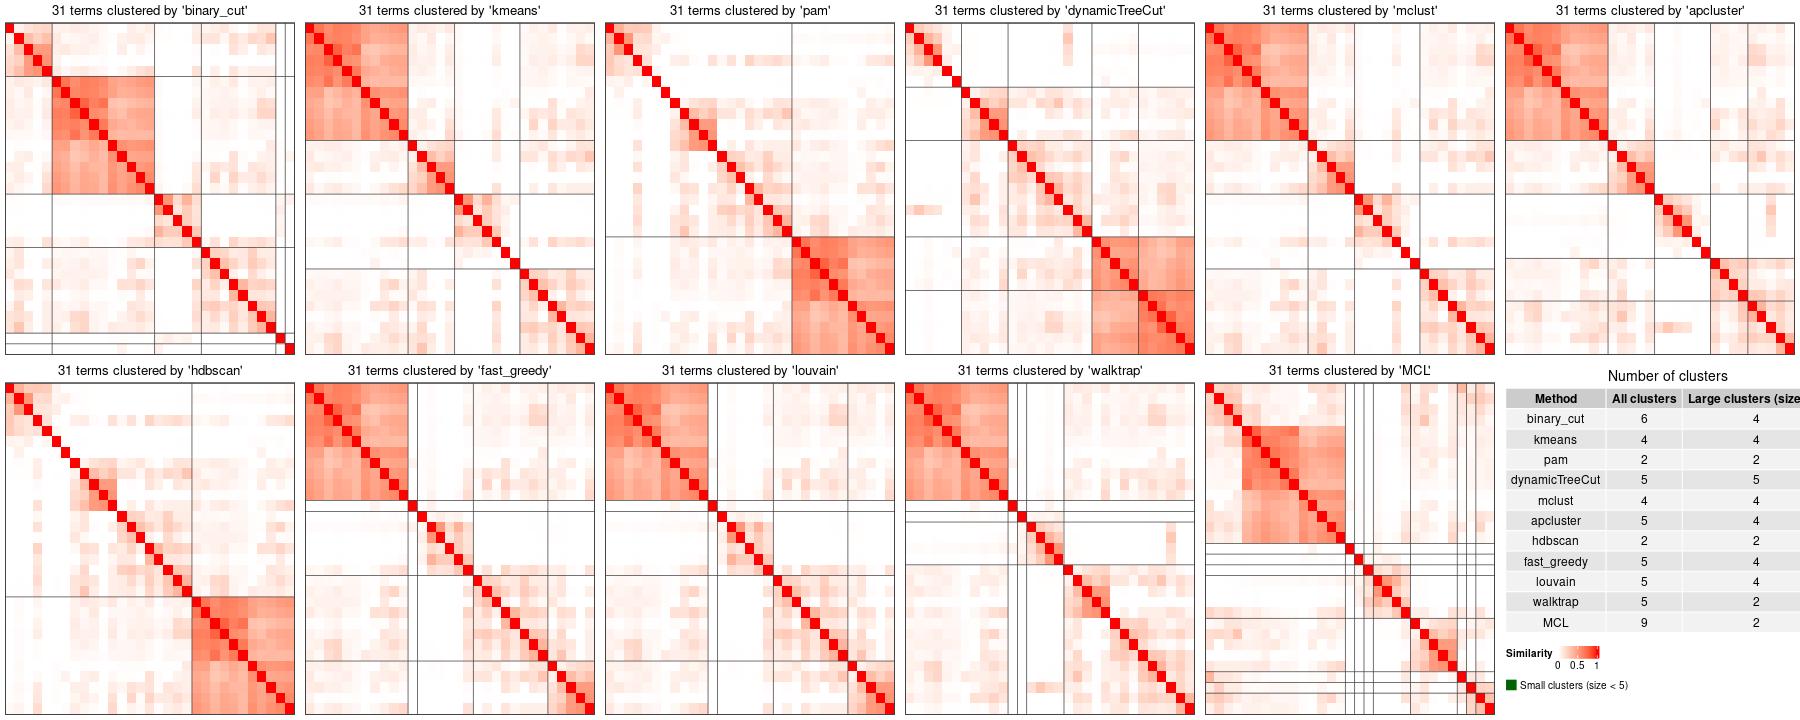 31 terms clustered by 'binary_cut'
31 terms clustered by 'kmeans'
31 terms clustered by 'pam'
31 terms clustered by 'dynamicTreeCut'
31 terms clustered by 'mclust'
31 terms clustered by 'apcluster'
31 terms clustered by 'hdbscan'
31 terms clustered by 'fast_greedy'
31 terms clustered by 'louvain'
31 terms clustered by 'walktrap'
31 terms clustered by 'MCL'
Number of clusters
Method All clusters Large clusters (size
binary_cut 6 4
kmeans 4 4
pam 2 2
dynamicTreeCut 5 5
mclust 4 4
apcluster 5 4
hdbscan 2 2
fast_greedy 5 4
louvain 5 4
walktrap 5 2
MCL 9 2
Similarity
0 0.5 1
Small clusters (size < 5)